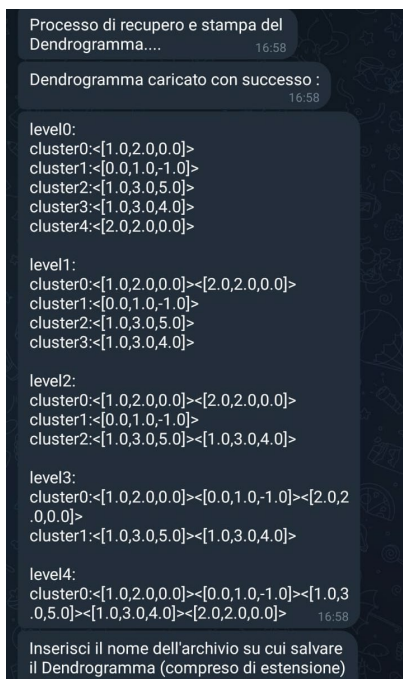 Processo di recupero e stampa del
Dendrogramma....
16:58
Dendrogramma caricato con successo :
16:58
level0:
cluster0:<[1.0,2.0,0.0]>
cluster1:<[0.0,1.0,-1.0]>
cluster2:<[1.0,3.0,5.0]>
cluster3:<[1.0,3.0,4.0]>
cluster4:<[2.0,2.0,0.0]>
level1:
cluster0:<[1.0,2.0,0.0]><[2.0,2.0,0.0]>
cluster1:<[0.0,1.0,-1.0]>
cluster2:<[1.0,3.0,5.0]>
cluster3:<[1.0,3.0,4.0]>
level2:
cluster0:<[1.0,2.0,0.0]><[2.0,2.0,0.0]>
cluster1:<[0.0,1.0,-1.0]>
cluster2:<[1.0,3.0,5.0]><[1.0,3.0,4.0]>
level3:
cluster0:<[1.0,2.0,0.0]><[0.0,1.0,-1.0]><[2.0,2
.0,0.0]>
cluster1:<[1.0,3.0,5.0]><[1.0,3.0,4.0]>
level4:
cluster0:<[1.0,2.0,0.0]><[0.0,1.0,-1.0]><[1.0,3
.0,5.0]><[1.0,3.0,4.0]><[2.0,2.0,0.0]>
16:58
Inserisci il nome dell'archivio su cui salvare
il Dendrogramma (compreso di estensione)